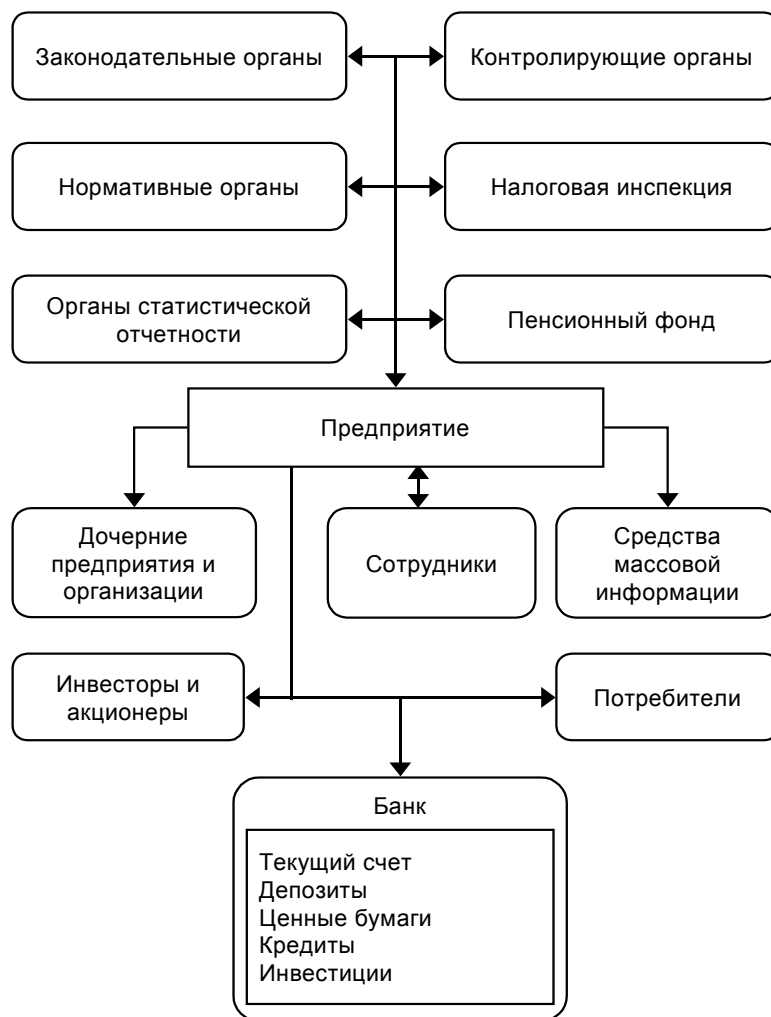 Законодательные органы
Контролирующие органы
Нормативные органы
Налоговая инспекция
Органы статистической
отчетности
Пенсионный фонд
Предприятие
Дочерние
предприятия и
организации
Сотрудники
Средства
массовой
информации
Инвесторы и
акционеры
Потребители
Банк
Текущий счет
Депозиты
Ценные бумаги
Кредиты
Инвестиции